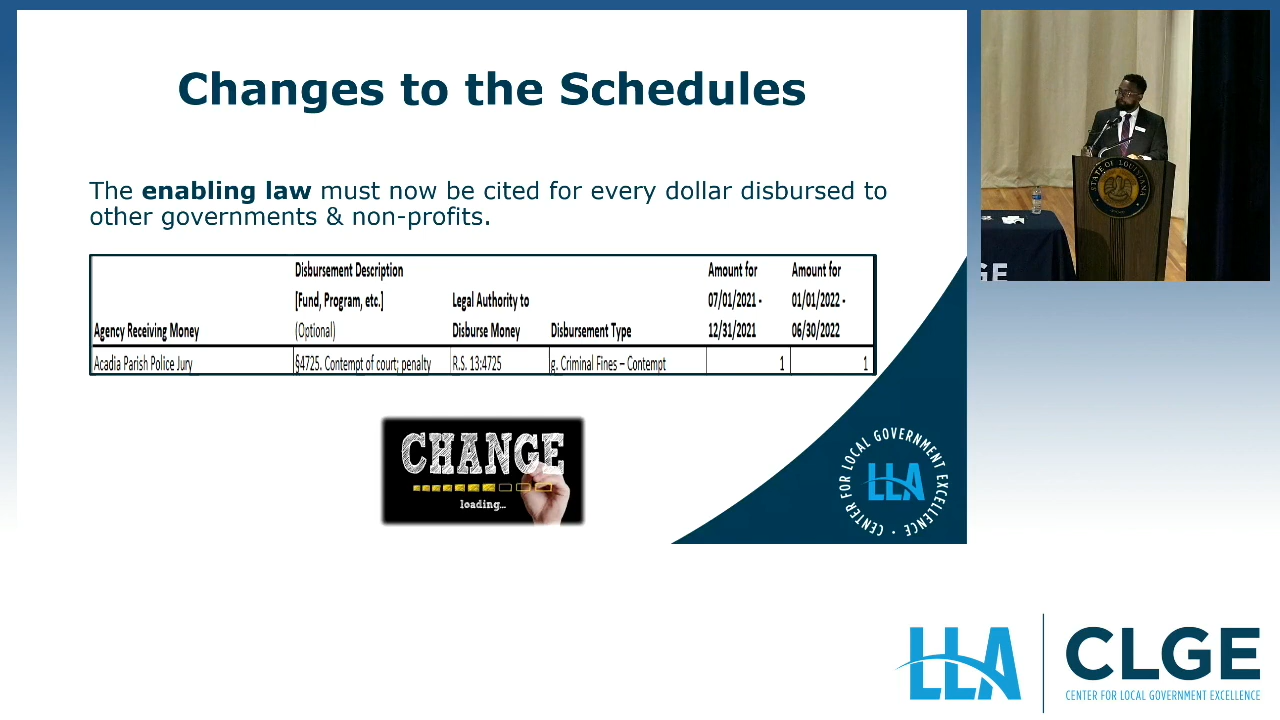 Changes to the Schedules
The enabling law must now be cited for every dollar disbursed to
other governments & non-profits.
Disbursement Description Amount for Amount for
[Fund, Program, etc.] Legal Authority to 07/01/2021 - 01/01/2022 -
Agency Receiving Money (Optional) Disburse Money Disbursement Type 12/31/2021 06/30/2022
Acadia Parish Police Jury §4725. Contempt of court; penalty R.S. 13:4725 g. Criminal Fines – Contempt 1 1
CHANGE
loading...
CENTER FOR LOCAL GOVERNMENT EXCELLENCE
LLA
STATE OF LOUISIANA
GE
LLA
CLGE
CENTER FOR LOCAL GOVERNMENT EXCELLENCE